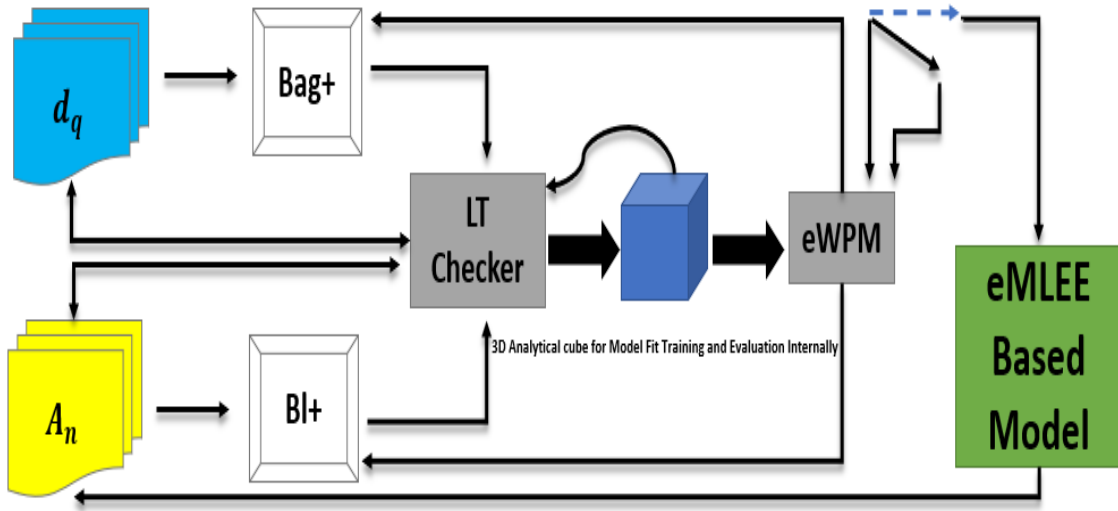 d_q
Bag+
LT
Checker
eWPM
eMLEE
Based
Model
3D Analytical cube for Model Fit Training and Evaluation Internally
A_n
Bl+